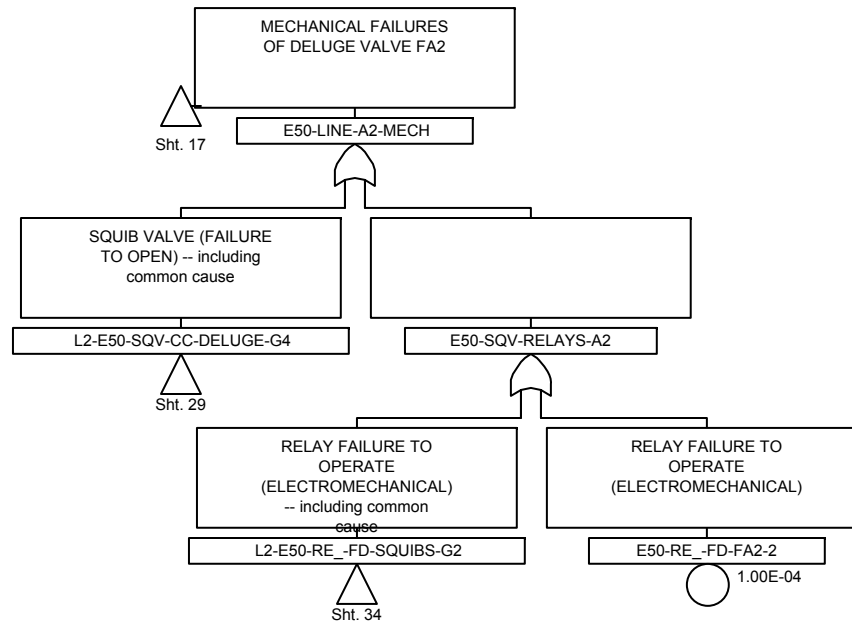 MECHANICAL FAILURES
OF DELUGE VALVE FA2
Sht. 17
E50-LINE-A2-MECH
SQUIB VALVE (FAILURE
TO OPEN) -- including
common cause
L2-E50-SQV-CC-DELUGE-G4
E50-SQV-RELAYS-A2
Sht. 29
RELAY FAILURE TO
OPERATE
(ELECTROMECHANICAL)
-- including common
cause
RELAY FAILURE TO
OPERATE
(ELECTROMECHANICAL)
L2-E50-RE_-FD-SQUIBS-G2
E50-RE_-FD-FA2-2
1.00E-04
Sht. 34